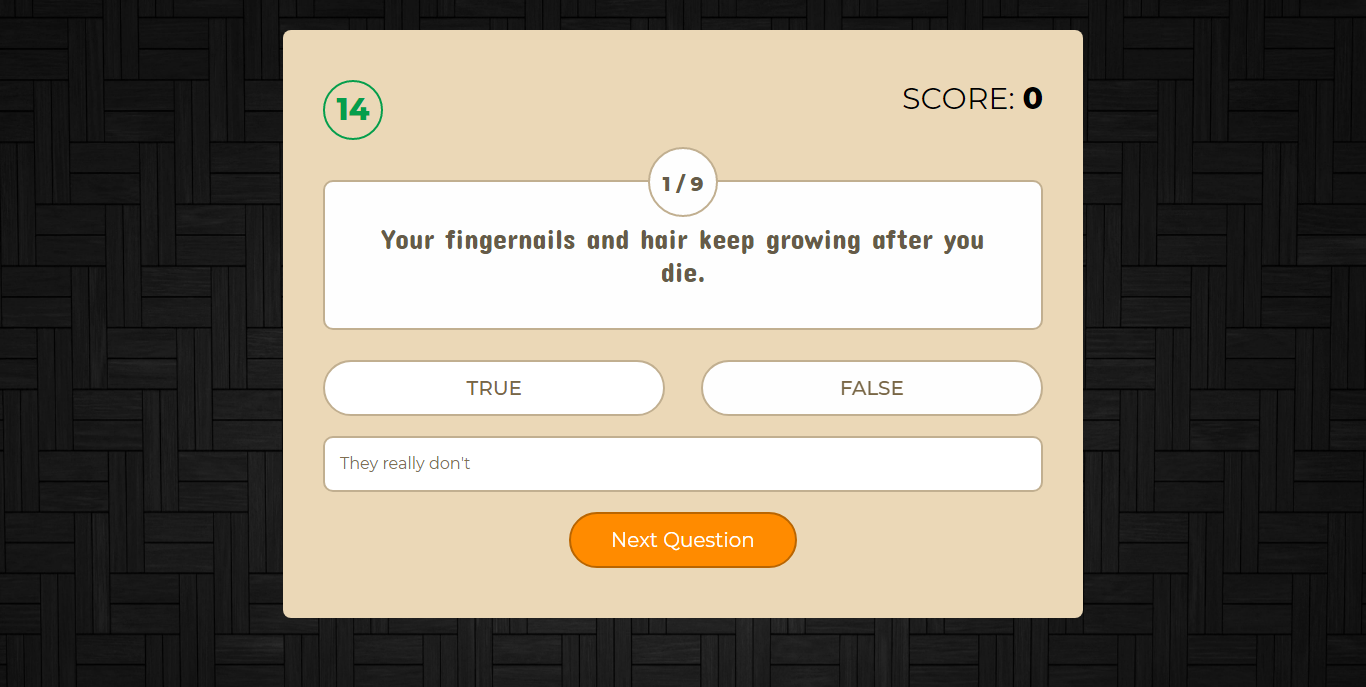 14
SCORE: 0
1 / 9
Your fingernails and hair keep growing after you
die.
TRUE
FALSE
They really don't
Next Question